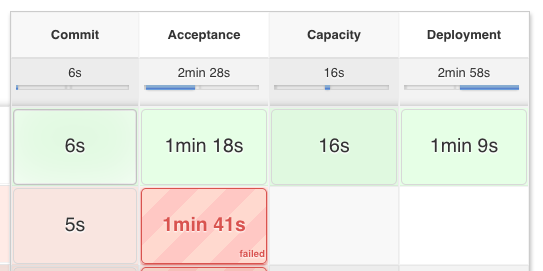 Commit Acceptance Capacity Deployment
6s 2min 28s 16s 2min 58s
6s 1min 18s 16s 1min 9s
5s 1min 41s
failed